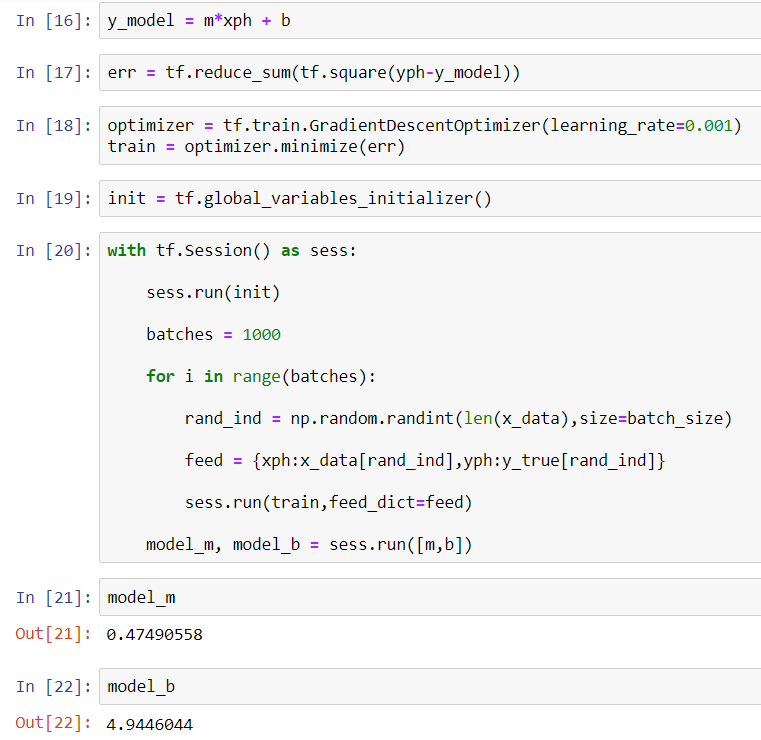 In [16]: y_model = m*xph + b
In [17]: err = tf.reduce_sum(tf.square(yph-y_model))
In [18]: optimizer = tf.train.GradientDescentOptimizer(learning_rate=0.001)
train = optimizer.minimize(err)
In [19]: init = tf.global_variables_initializer()
In [20]: with tf.Session() as sess:
sess.run(init)
batches = 1000
for i in range(batches):
rand_ind = np.random.randint(len(x_data),size=batch_size)
feed = {xph:x_data[rand_ind],yph:y_true[rand_ind]}
sess.run(train,feed_dict=feed)
model_m, model_b = sess.run([m,b])
In [21]: model_m
Out[21]: 0.47490558
In [22]: model_b
Out[22]: 4.9446044